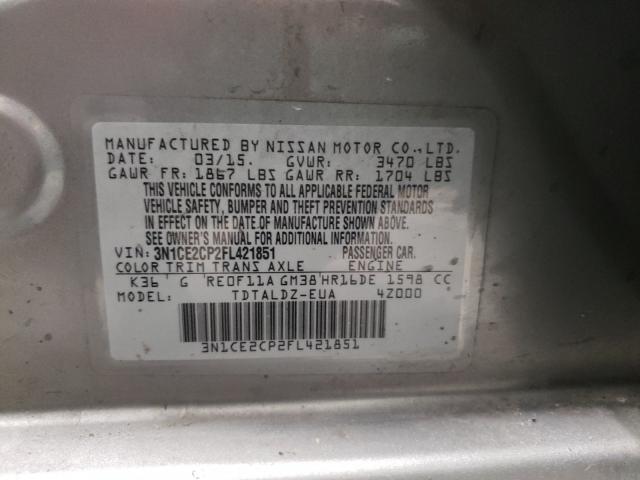 MANUFACTURED BY NISSAN MOTOR CO., LTD.
DATE: 03/15. GVWR: 3470 LBS
GAWR FR: 1867 LBS GAWR RR: 1704 LBS
THIS VEHICLE CONFORMS TO ALL APPLICABLE FEDERAL MOTOR
VEHICLE SAFETY, BUMPER AND THEFT PREVENTION STANDARDS
IN EFFECT ON THE DATE OF MANUFACTURE SHOWN ABOVE.
SEE OWNER'S MANUAL FOR ADDITIONAL INFORMATION.
VIN: 3N1CE2CP2FL421851 PASSENGER CAR.
COLOR TRIM TRANS AXLE ENGINE
K36 G RE0F11A GM38 HR16DE 1598 CC
MODEL: TDTALDZ-EUA 4Z000
3N1CE2CP2FL421851